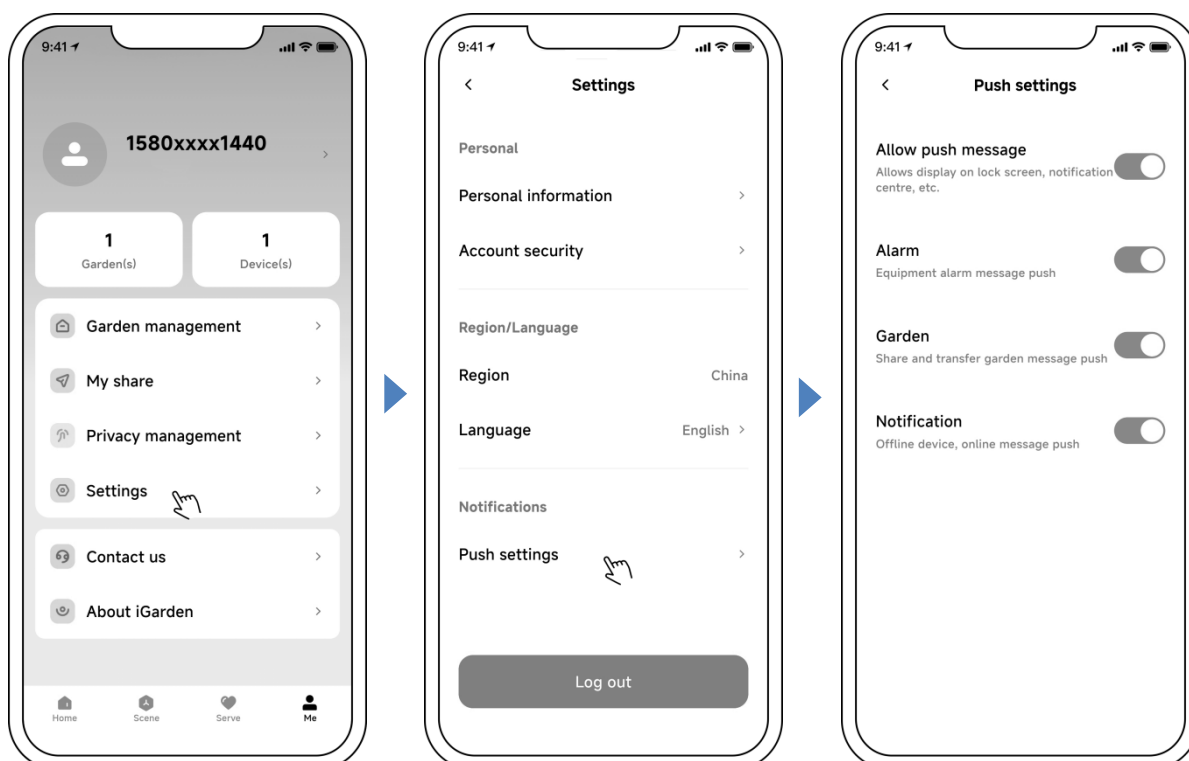 9:41
1580xxxx1440
1
Garden(s)
1
Device(s)
Garden management
My share
Privacy management
Settings
Contact us
About iGarden
Home
Scene
Serve
Me
9:41
Settings
Personal
Personal information
Account security
Region/Language
Region
China
Language
English
Notifications
Push settings
Log out
9:41
Push settings
Allow push message
Allows display on lock screen, notification
centre, etc.
Alarm
Equipment alarm message push
Garden
Share and transfer garden message push
Notification
Offline device, online message push